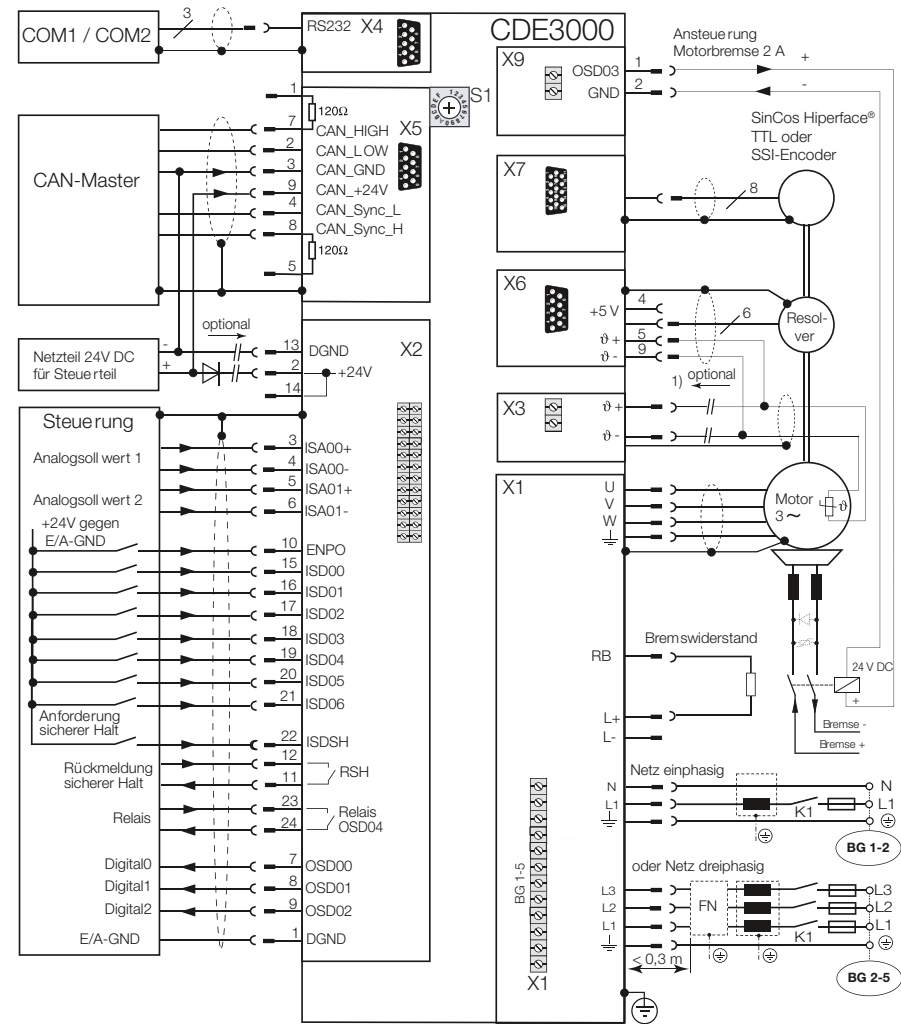 COM1 / COM2
3
RS232
X4
CDE3000
X9
OSD03
1
GND
2
Ansteuerung
Motorbremse 2 A
+
-
S1
CAN-Master
1
120Ω
7
CAN_HIGH
X5
2
CAN_LOW
3
CAN_GND
9
CAN_+24V
4
CAN_Sync_L
8
CAN_Sync_H
120Ω
5
SinCos Hiperface®
TTL oder
SSI-Encoder
X7
8
X6
+5 V
4
6
ϑ +
5
ϑ -
9
Resol-
ver
1)
optional
X3
ϑ +
ϑ -
optional
Netzteil 24V DC
für Steuerteil
-
+
13
DGND
X2
2
+24V
14
Steuerung
Analogsollwert 1
3
ISA00+
4
ISA00-
Analogsollwert 2
5
ISA01+
6
ISA01-
+24V gegen
E/A-GND
10
ENPO
15
ISD00
16
ISD01
17
ISD02
18
ISD03
19
ISD04
20
ISD05
21
ISD06
Anforderung
sicherer Halt
22
ISDSH
Rückmeldung
sicherer Halt
12
11
RSH
Relais
23
24
Relais
OSD04
Digital0
7
OSD00
Digital1
8
OSD01
Digital2
9
OSD02
E/A-GND
1
DGND
X1
U
V
W
Motor
3 ~
ϑ
RB
Bremswiderstand
L+
L-
24 V DC
+
Bremse -
Bremse +
Netz einphasig
N
L1
K1
N
L1
BG 1-2
oder Netz dreiphasig
BG 1-5
L3
L2
L1
FN
K1
L3
L2
L1
< 0,3 m
BG 2-5
X1